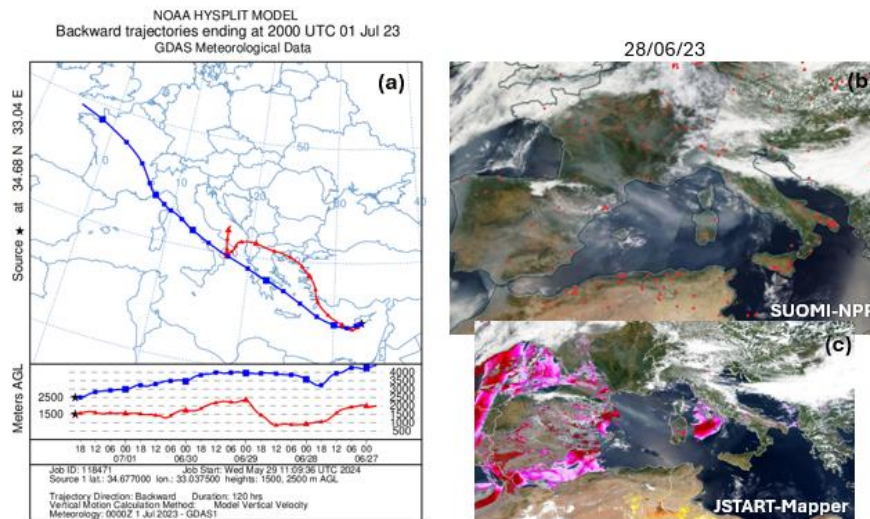 NOAA HYSPLIT MODEL
Backward trajectories ending at 2000 UTC 01 Jul 23
GDAS Meteorological Data
(a)
Source ★ at 34.68 N 33.04 E
50
40
30
20
10
0
Meters AGL
2500
1500
4000
3500
3000
2500
2000
1500
1000
500
18 12 06 00 18 12 06 00 18 12 06 00 18 12 06 00 18 12 06 00
07/01 06/30 06/29 06/28 06/27
Job ID: 118471 Job Start: Wed May 29 11:09:36 UTC 2024
Source 1 lat.: 34.677000 lon.: 33.037500 heights: 1500, 2500 m AGL
Trajectory Direction: Backward Duration: 120 hrs
Vertical Motion Calculation Method: Model Vertical Velocity
Meteorology: 0000Z 1 Jul 2023 - GDAS1
28/06/23
(b)
SUOMI-NPP
(c)
JSTART-Mapper